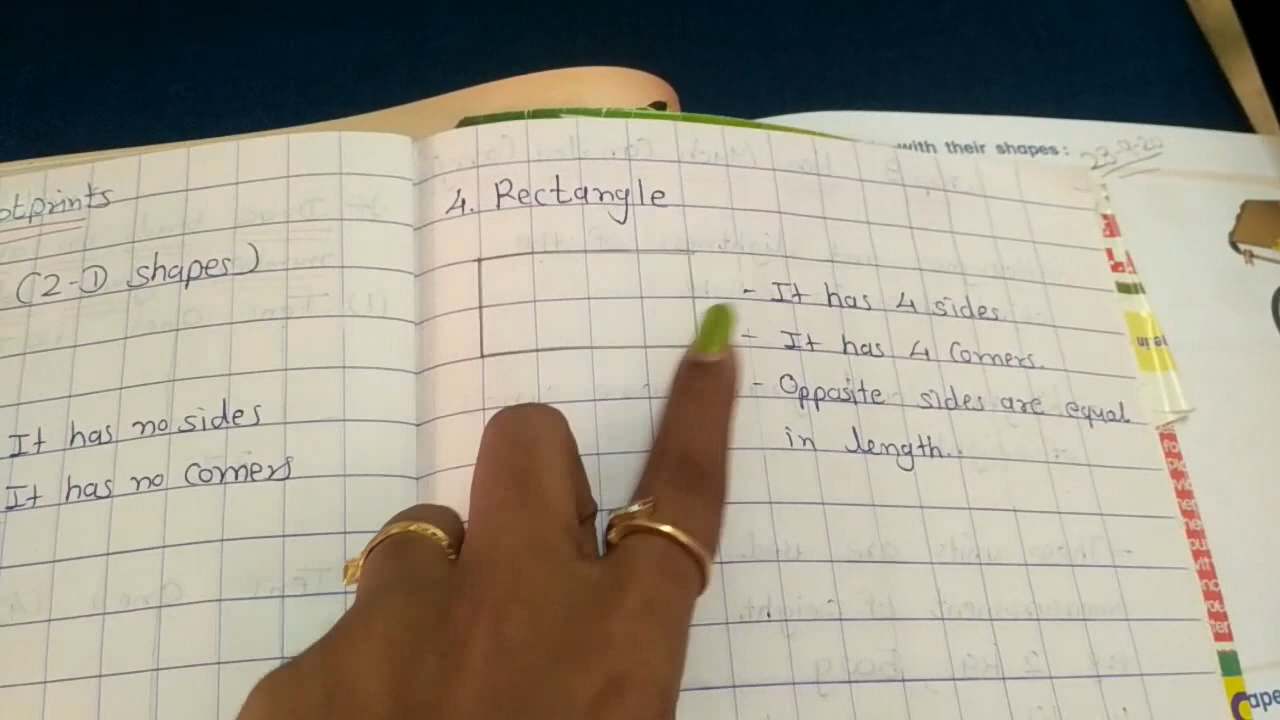 otprints
(2-D shapes)
It has no sides
It has no corners
4. Rectangle
- It has 4 sides
- It has 4 corners.
- Opposite sides are equal
in length.
with their shapes: